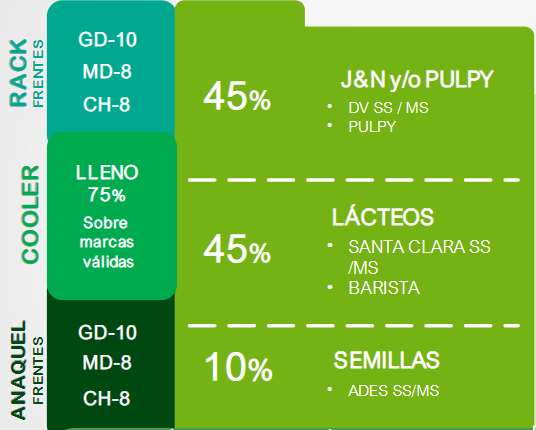 RACK
FRENTES
GD-10
MD-8
CH-8
45%
J&N y/o PULPY
• DV SS / MS
• PULPY
COOLER
LLENO
75%
Sobre
marcas
válidas
45%
LÁCTEOS
• SANTA CLARA SS
/MS
• BARISTA
ANAQUEL
FRENTES
GD-10
MD-8
CH-8
10%
SEMILLAS
• ADES SS/MS